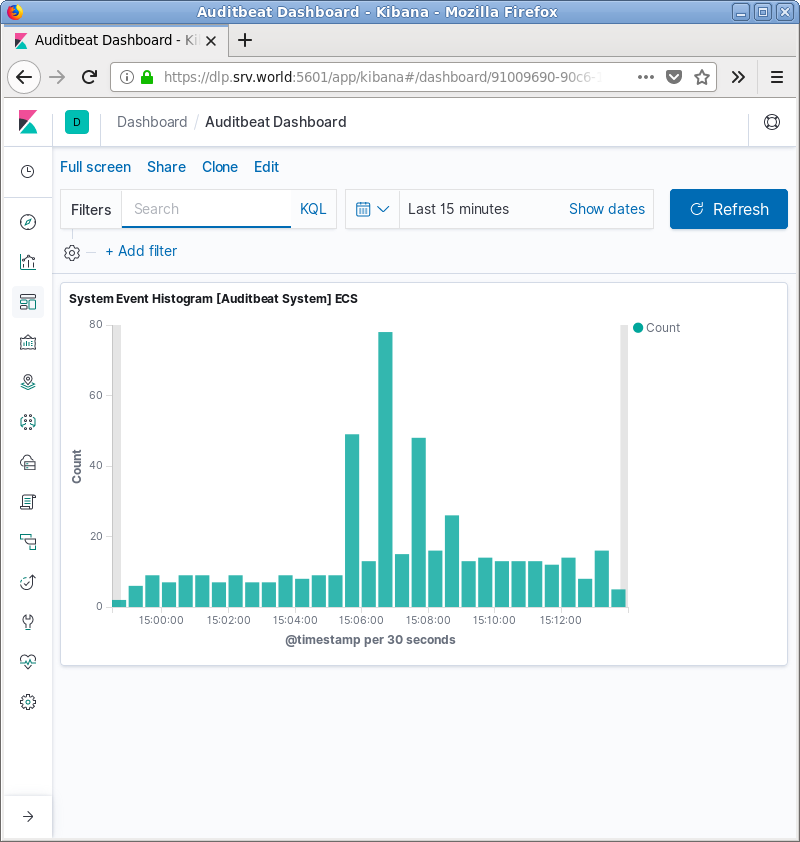 Auditbeat Dashboard - Kibana - Mozilla Firefox
Auditbeat Dashboard - Ki
https://dlp.srv.world:5601/app/kibana#/dashboard/91009690-90c6-
D Dashboard / Auditbeat Dashboard
Full screen Share Clone Edit
Filters Search KQL Last 15 minutes Show dates Refresh
+ Add filter
System Event Histogram [Auditbeat System] ECS
80
Count
60
40
Count
20
0
15:00:00 15:02:00 15:04:00 15:06:00 15:08:00 15:10:00 15:12:00
@timestamp per 30 seconds